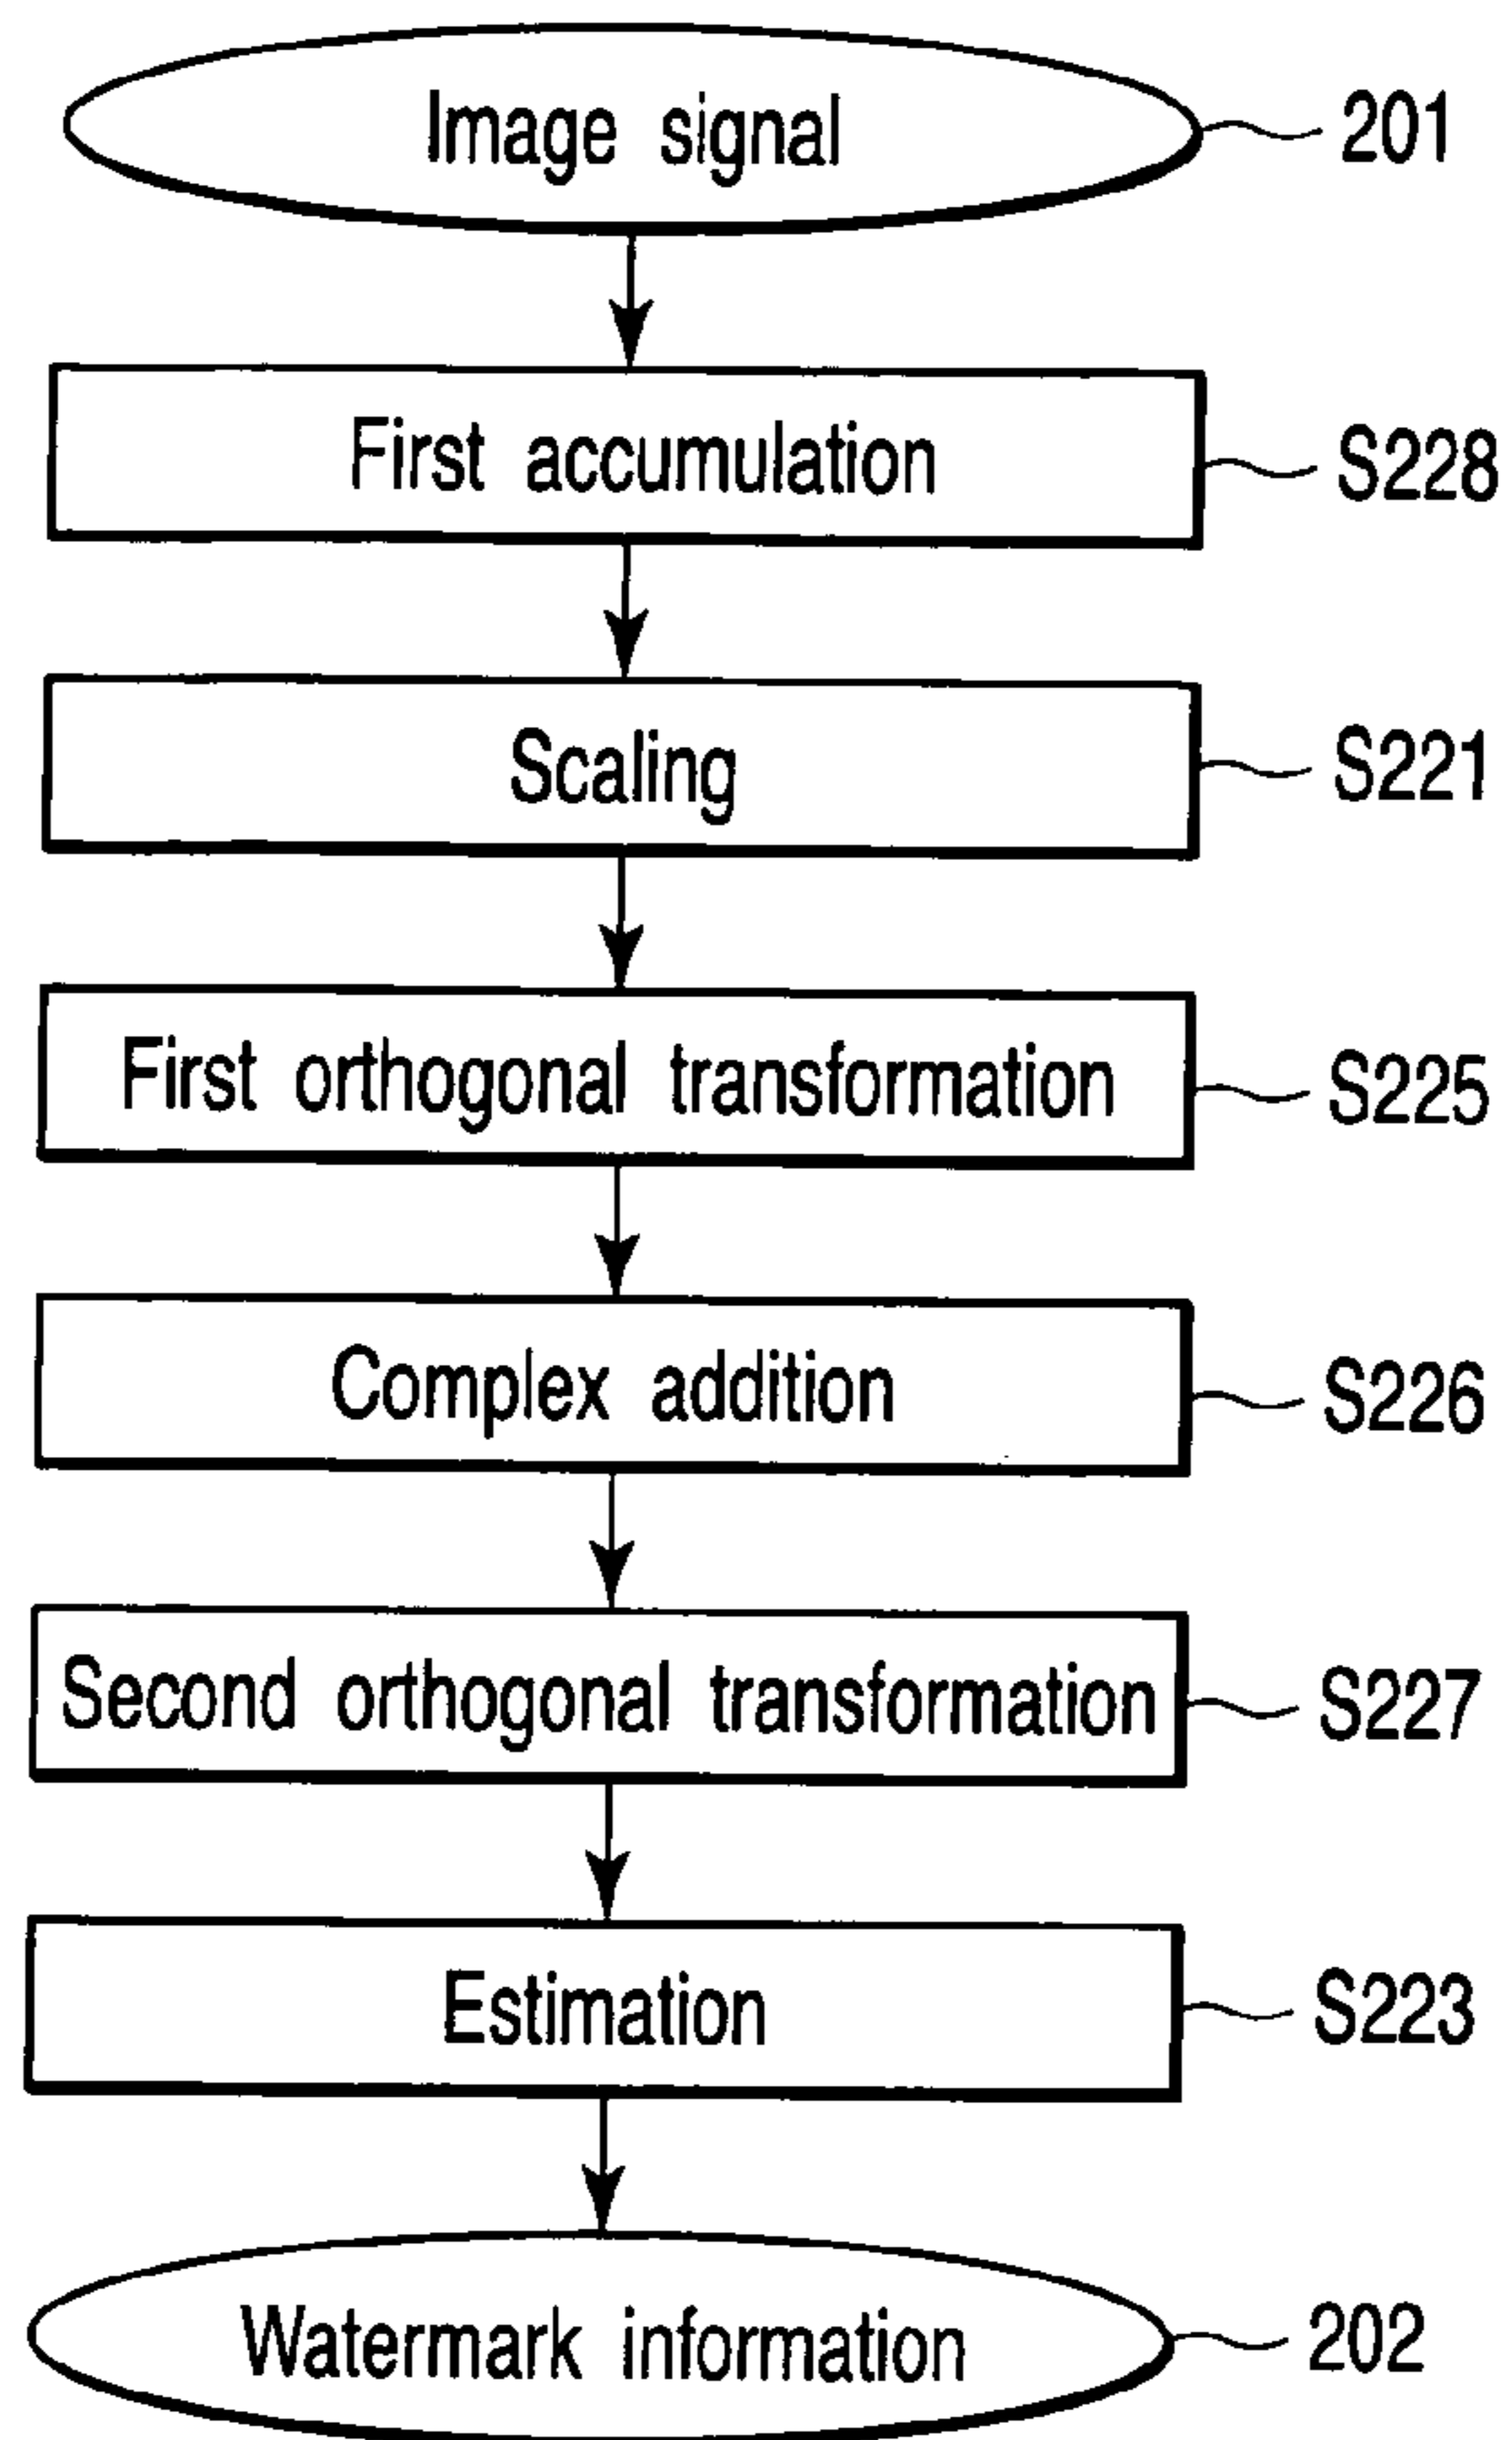 Image signal 201
First accumulation S228
Scaling S221
First orthogonal transformation S225
Complex addition S226
Second orthogonal transformation S227
Estimation S223
Watermark information 202